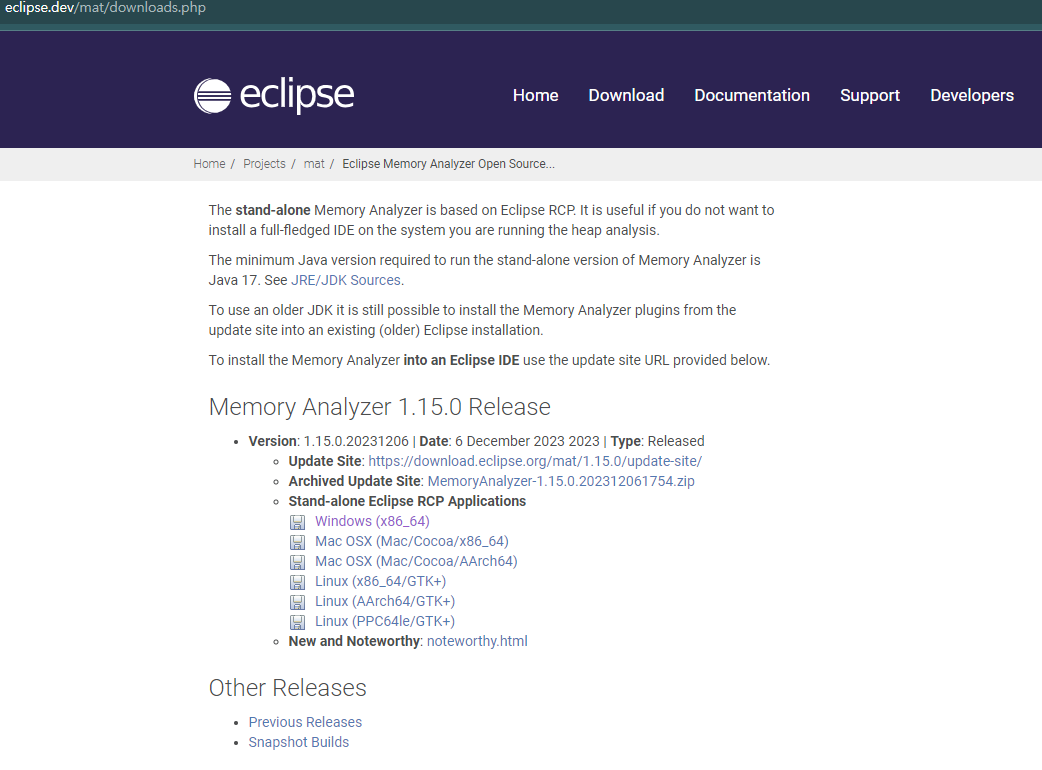 eclipse.dev/mat/downloads.php
eclipse
Home Download Documentation Support Developers
Home / Projects / mat / Eclipse Memory Analyzer Open Source...
The stand-alone Memory Analyzer is based on Eclipse RCP. It is useful if you do not want to
install a full-fledged IDE on the system you are running the heap analysis.
The minimum Java version required to run the stand-alone version of Memory Analyzer is
Java 17. See JRE/JDK Sources.
To use an older JDK it is still possible to install the Memory Analyzer plugins from the
update site into an existing (older) Eclipse installation.
To install the Memory Analyzer into an Eclipse IDE use the update site URL provided below.
Memory Analyzer 1.15.0 Release
• Version: 1.15.0.20231206 | Date: 6 December 2023 2023 | Type: Released
◦ Update Site: https://download.eclipse.org/mat/1.15.0/update-site/
◦ Archived Update Site: MemoryAnalyzer-1.15.0.202312061754.zip
◦ Stand-alone Eclipse RCP Applications
Windows (x86_64)
Mac OSX (Mac/Cocoa/x86_64)
Mac OSX (Mac/Cocoa/AArch64)
Linux (x86_64/GTK+)
Linux (AArch64/GTK+)
Linux (PPC64le/GTK+)
◦ New and Noteworthy: noteworthy.html
Other Releases
• Previous Releases
• Snapshot Builds